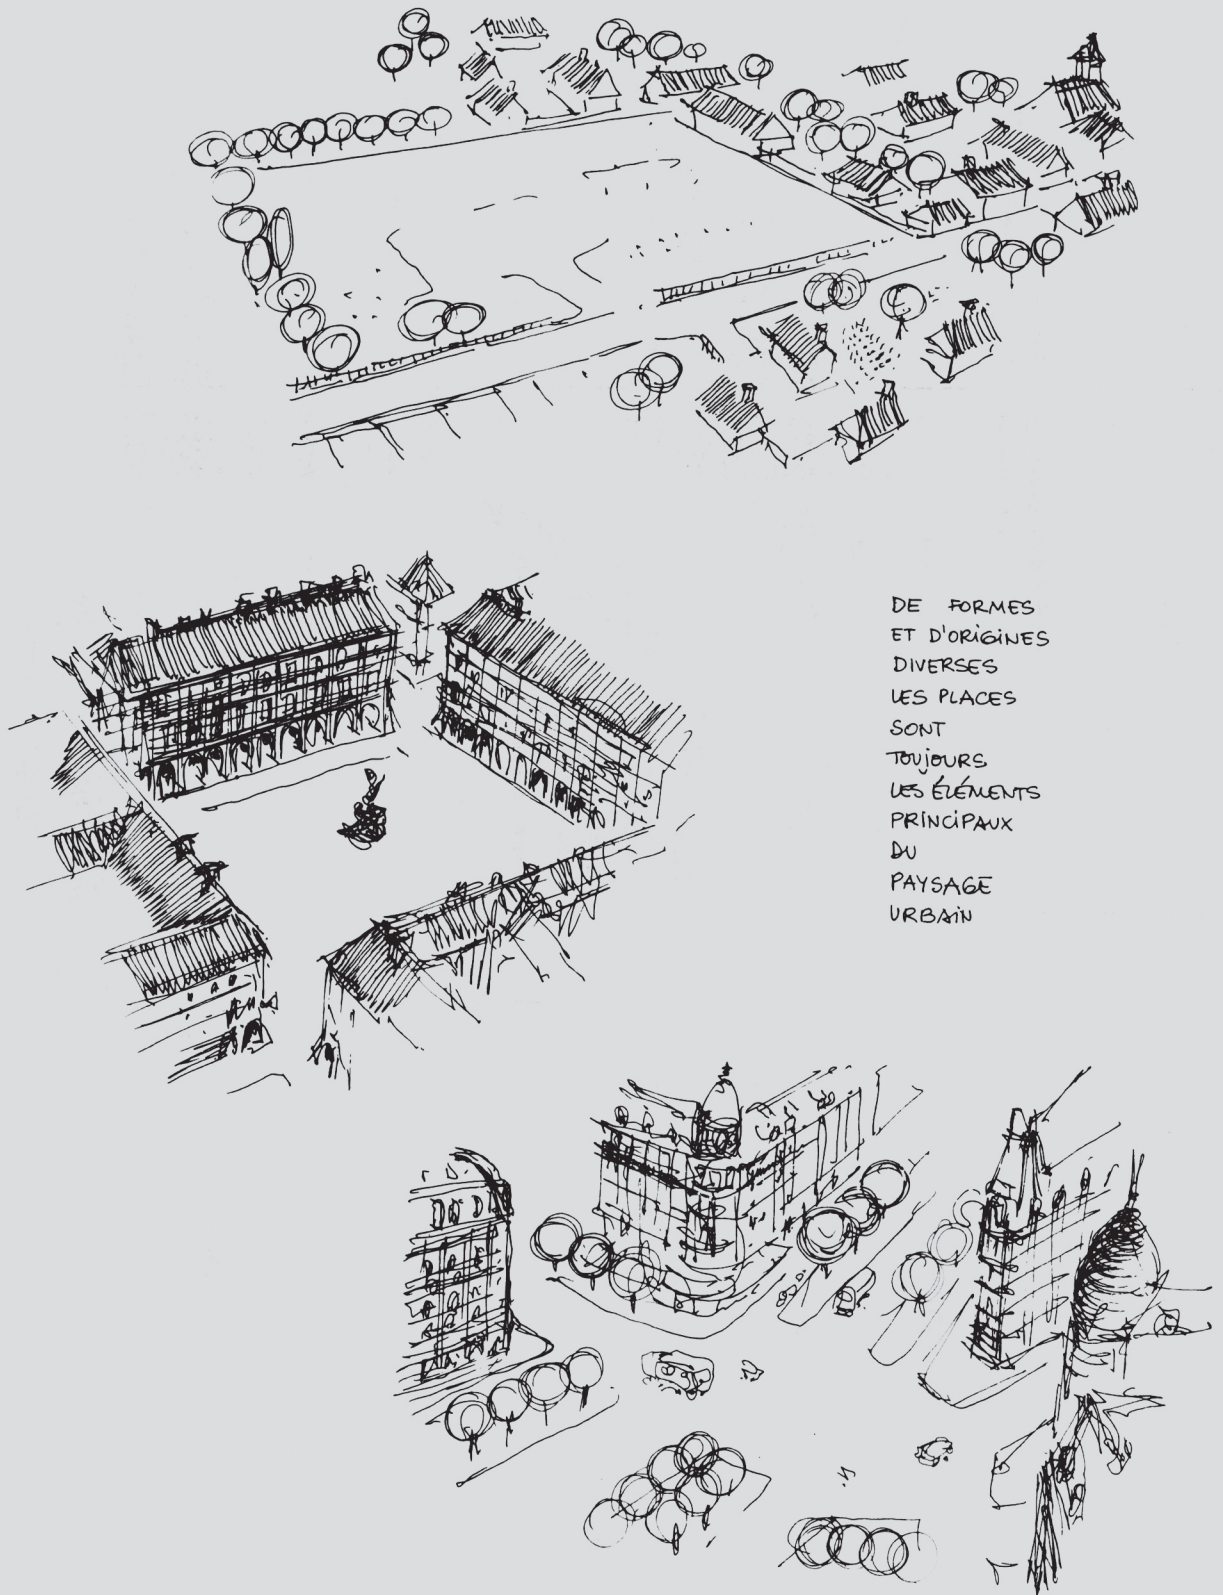 DE FORMES
ET D'ORIGINES
DIVERSES
LES PLACES
SONT
TOUJOURS
LES ÉLÉMENTS
PRINCIPAUX
DU
PAYSAGE
URBAIN